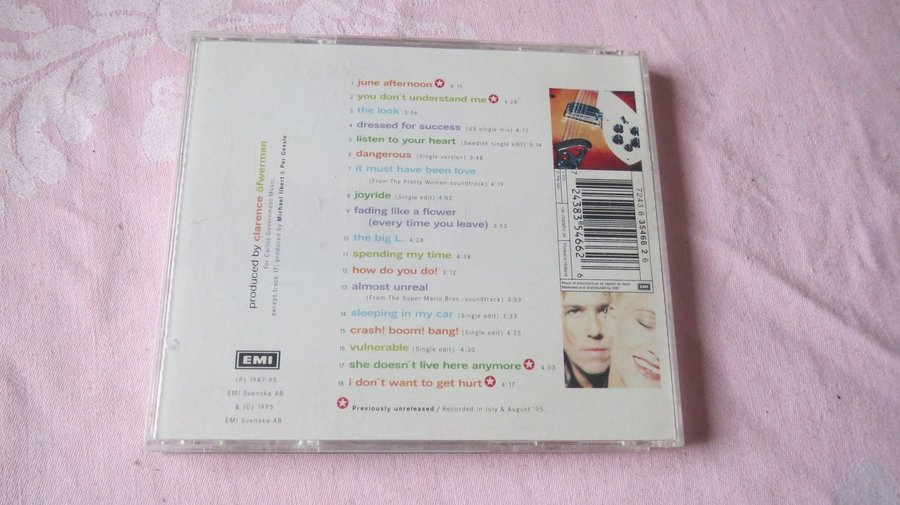 1 june afternoon 4:15
2 you don´t understand me 4:28
3 the look 3:56
4 dressed for success (US single mix) 4:11
5 listen to your heart (Swedish single edit) 5:14
6 dangerous (Single version) 3:48
7 it must have been love
(From The Pretty Woman-soundtrack) 4:19
8 joyride (Single edit) 4:02
9 fading like a flower
(every time you leave) 3:53
10 the big L. 4:28
11 spending my time 4:38
12 how do you do! 3:12
13 almost unreal
(From The Super Mario Bros.-soundtrack) 3:59
14 sleeping in my car (Single edit) 3:33
15 crash! boom! bang! (Single edit) 4:25
16 vulnerable (Single edit) 4:30
17 she doesn´t live here anymore 4:03
18 i don´t want to get hurt 4:17
Previously unreleased / Recorded in July & August '95.
produced by clarence öfwerman
for Carlos Government Music,
except track 17; produced by Michael Ilbert & Per Gessle
EMI
(P) 1987-95
EMI Svenska AB
& (C) 1995
EMI Svenska AB
7243 8 35466 2 6
7 24383 54662 6
EMI